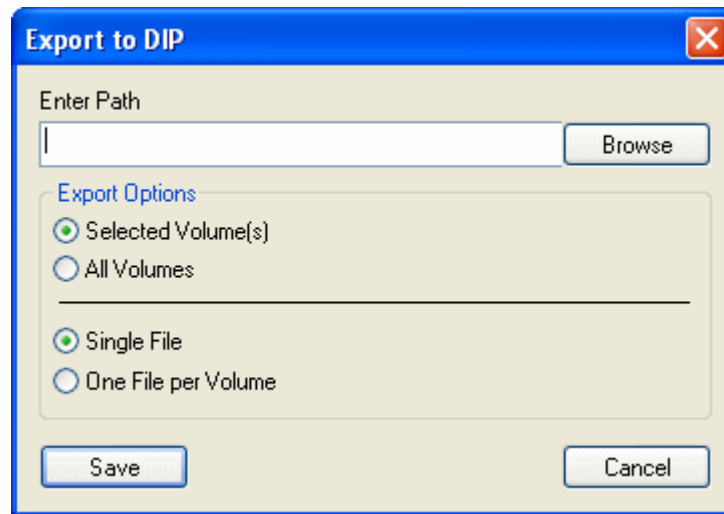 Export to DIP
Enter Path
Browse
Export Options
Selected Volume(s)
All Volumes
Single File
One File per Volume
Save
Cancel